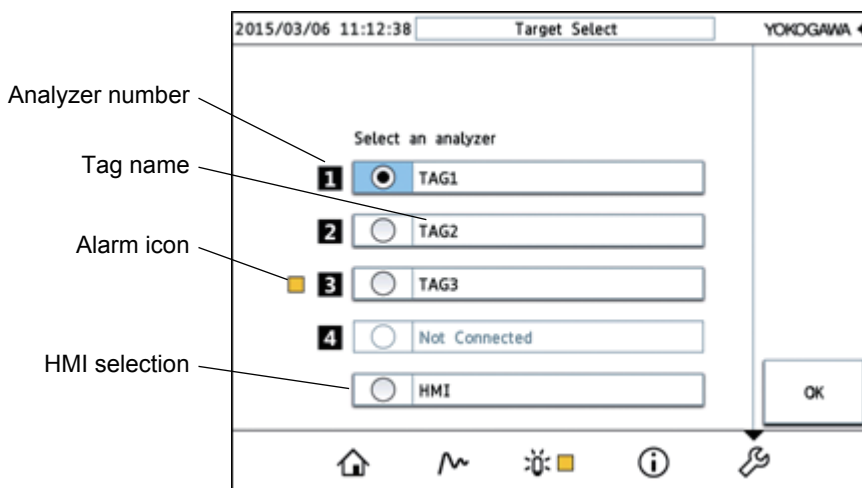 2015/03/06 11:12:38 Target Select YOKOGAWA
Analyzer number
Select an analyzer
1 TAG1
Tag name
2 TAG2
Alarm icon
3 TAG3
4 Not Connected
HMI selection
HMI
OK